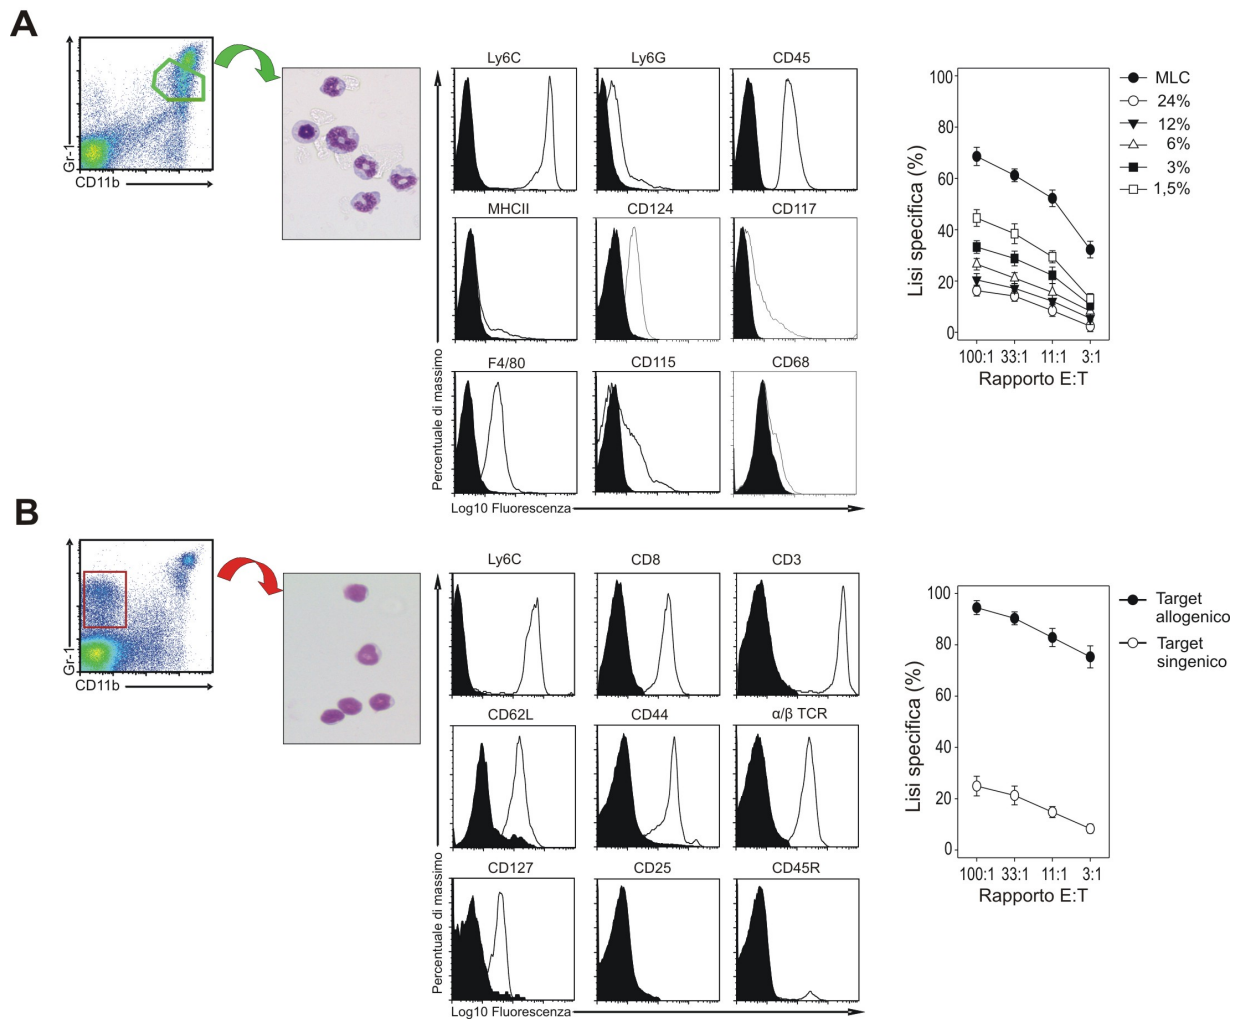 A
Gr-1
CD11b
Ly6C
Ly6G
CD45
MHCII
CD124
CD117
F4/80
CD115
CD68
Percentuale di massimo
Log10 Fluorescenza
100
80
60
40
20
0
Lisi specifica (%)
100:1 33:1 11:1 3:1
Rapporto E:T
MLC
24%
12%
6%
3%
1,5%
B
Gr-1
CD11b
Ly6C
CD8
CD3
CD62L
CD44
α/β TCR
CD127
CD25
CD45R
Percentuale di massimo
Log10 Fluorescenza
100
80
60
40
20
0
Lisi specifica (%)
100:1 33:1 11:1 3:1
Rapporto E:T
Target
allogenico
Target
singenico